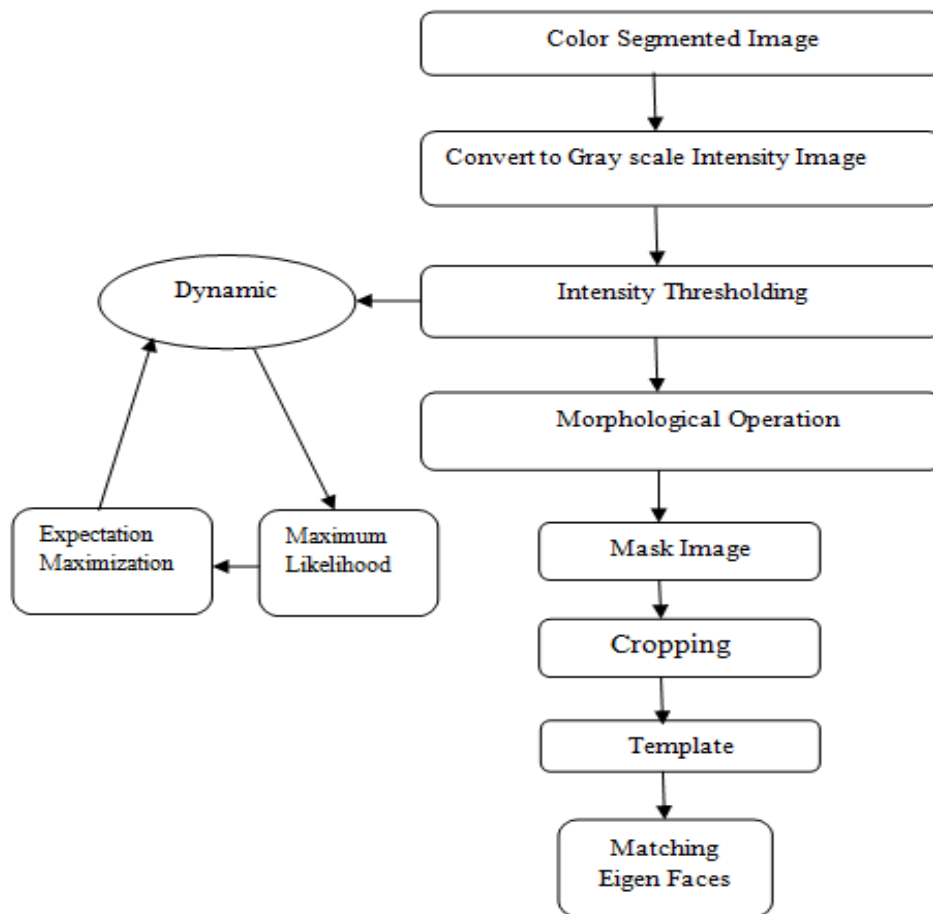 Color Segmented Image
Convert to Gray scale Intensity Image
Intensity Thresholding
Dynamic
Morphological Operation
Expectation
Maximization
Maximum
Likelihood
Mask Image
Cropping
Template
Matching
Eigen Faces